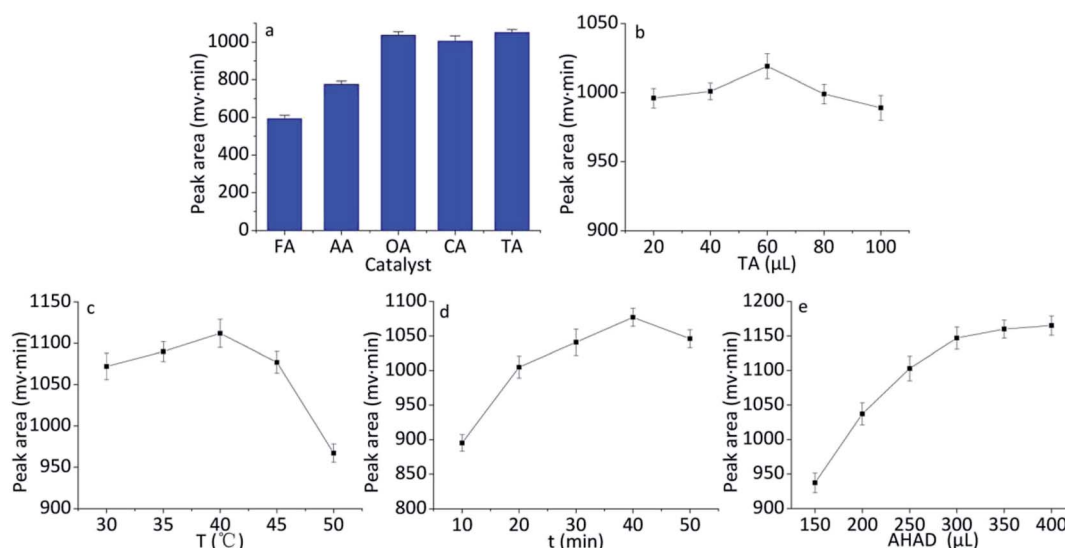 a
Peak area (mv·min)
1000
800
600
400
200
0
FA AA OA CA TA
Catalyst
b
Peak area (mv·min)
1050
1000
950
900
20 40 60 80 100
TA (μL)
c
Peak area (mv·min)
1150
1100
1050
1000
950
900
30 35 40 45 50
T (℃)
d
Peak area (mv·min)
1100
1050
1000
950
900
850
800
10 20 30 40 50
t (min)
e
Peak area (mv·min)
1200
1150
1100
1050
1000
950
900
150 200 250 300 350 400
AHAD (μL)